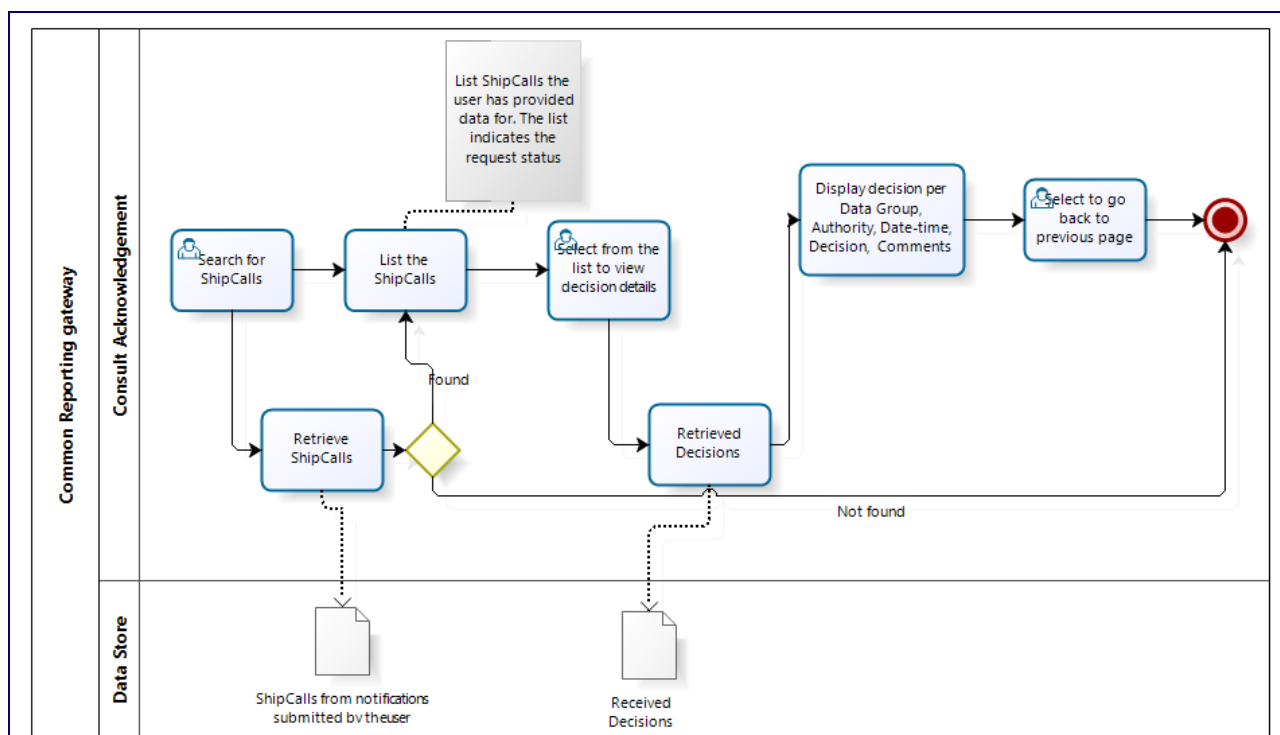 Common Reporting gateway
Consult Acknowledgement
List ShipCalls the
user has provided
data for. The list
indicates the
request status
Search for
ShipCalls
List the
ShipCalls
Select from the
list to view
decision details
Display decision per
Data Group,
Authority, Date-time,
Decision, Comments
Select to go
back to
previous page
Found
Retrieve
ShipCalls
Retrieved
Decisions
Not found
Data Store
ShipCalls from notifications
submitted by theuser
Received
Decisions